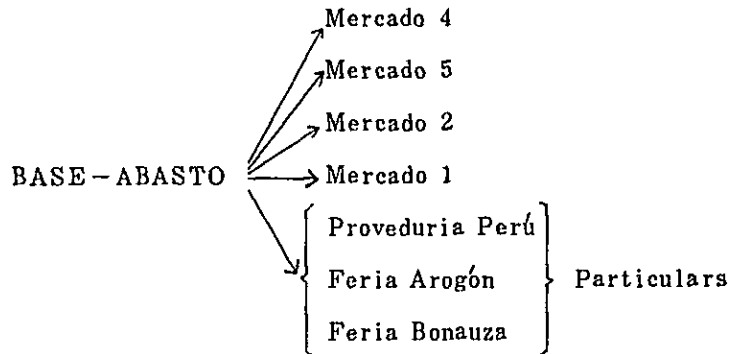 Mercado 4
Mercado 5
Mercado 2
BASE-ABASTO Mercado 1
Proveduria Perú
Feria Arogón Particulars
Feria Bonauza